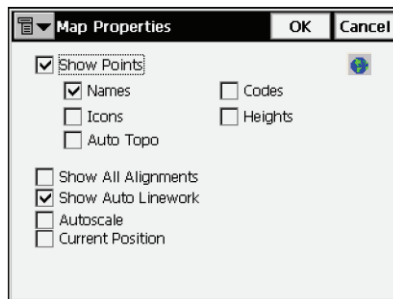 Map Properties OK Cancel
Show Points
Names Codes
Icons Heights
Auto Topo
Show All Alignments
Show Auto Linework
Autoscale
Current Position